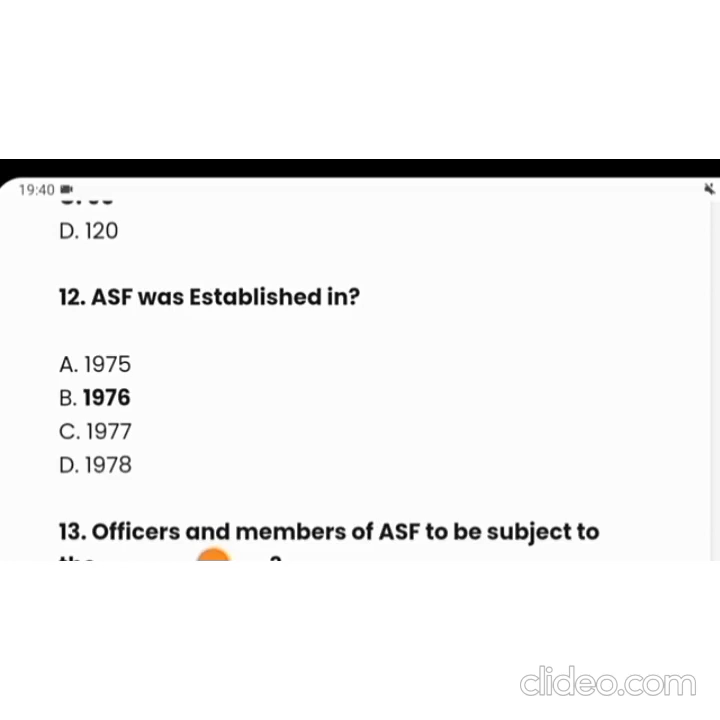 19:40
D. 120
12. ASF was Established in?
A. 1975
B. 1976
C. 1977
D. 1978
13. Officers and members of ASF to be subject to
clideo.com